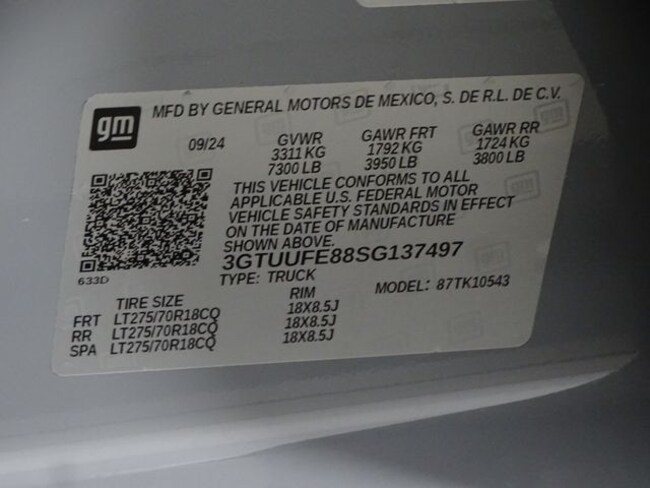 gm
MFD BY GENERAL MOTORS DE MEXICO, S. DE R.L. DE C.V.
09/24 GVWR GAWR FRT GAWR RR
3311 KG 1792 KG 1724 KG
7300 LB 3950 LB 3800 LB
THIS VEHICLE CONFORMS TO ALL
APPLICABLE U.S. FEDERAL MOTOR
VEHICLE SAFETY STANDARDS IN EFFECT
ON THE DATE OF MANUFACTURE
SHOWN ABOVE.
3GTUUFE88SG137497
633D
TYPE: TRUCK MODEL: 87TK10543
TIRE SIZE RIM
FRT LT275/70R18CQ 18X8.5J
RR LT275/70R18CQ 18X8.5J
SPA LT275/70R18CQ 18X8.5J